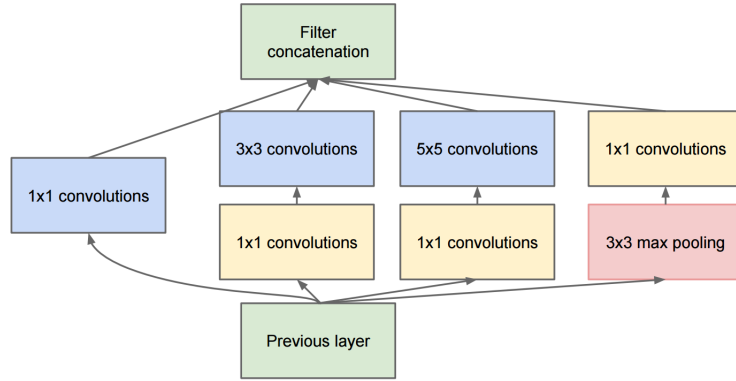 Filter
concatenation
3x3 convolutions
5x5 convolutions
1x1 convolutions
1x1 convolutions
1x1 convolutions
1x1 convolutions
3x3 max pooling
Previous layer